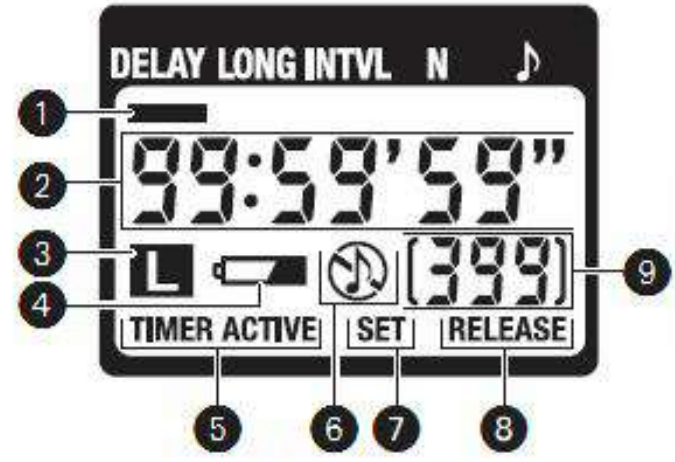 DELAY LONG INTVL N ♪
1
2 99:59'59"
3 L
4
(399) 9
TIMER ACTIVE SET RELEASE
5 6 7 8